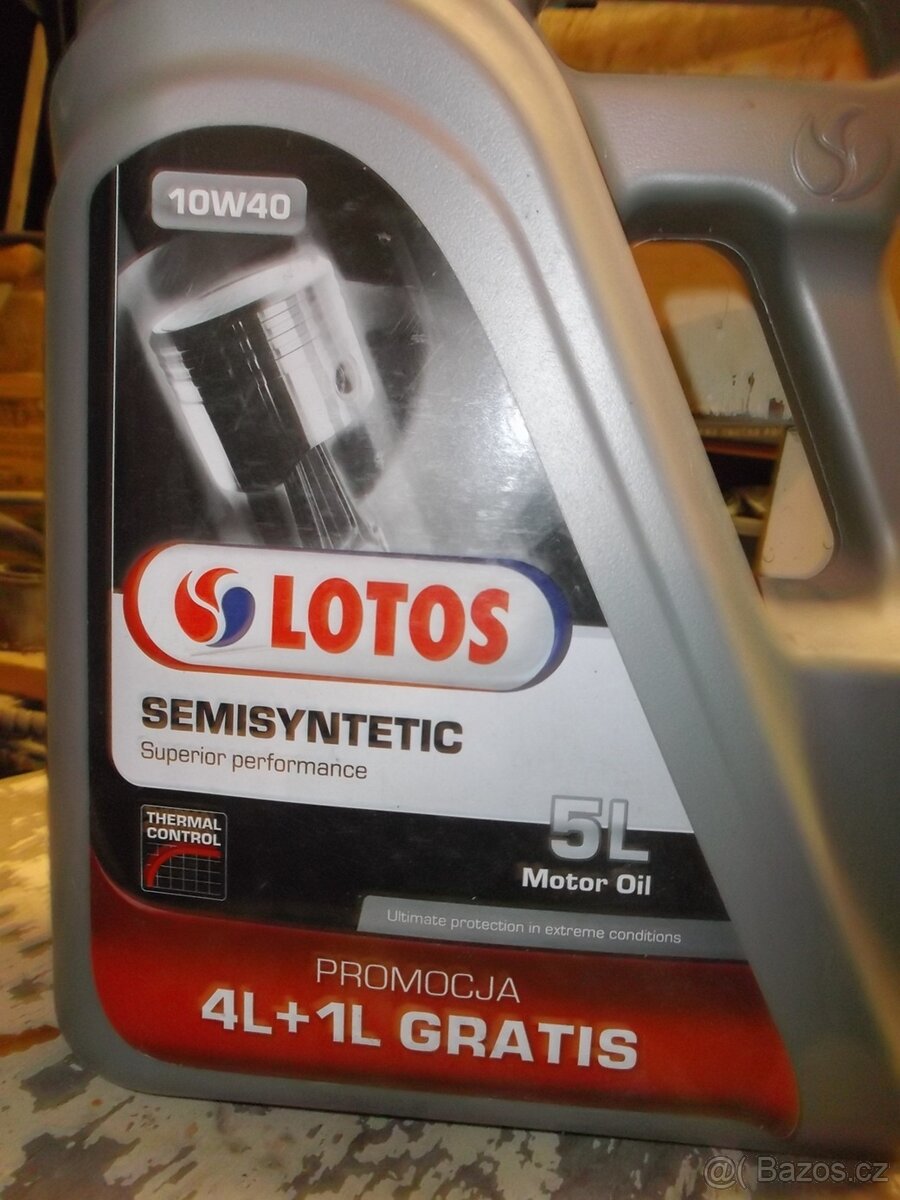 10W40
LOTOS
SEMISYNTETIC
Superior performance
THERMAL
CONTROL
5L
Motor Oil
Ultimate protection in extreme conditions
PROMOCJA
4L+1L GRATIS
@( Bazos.cz